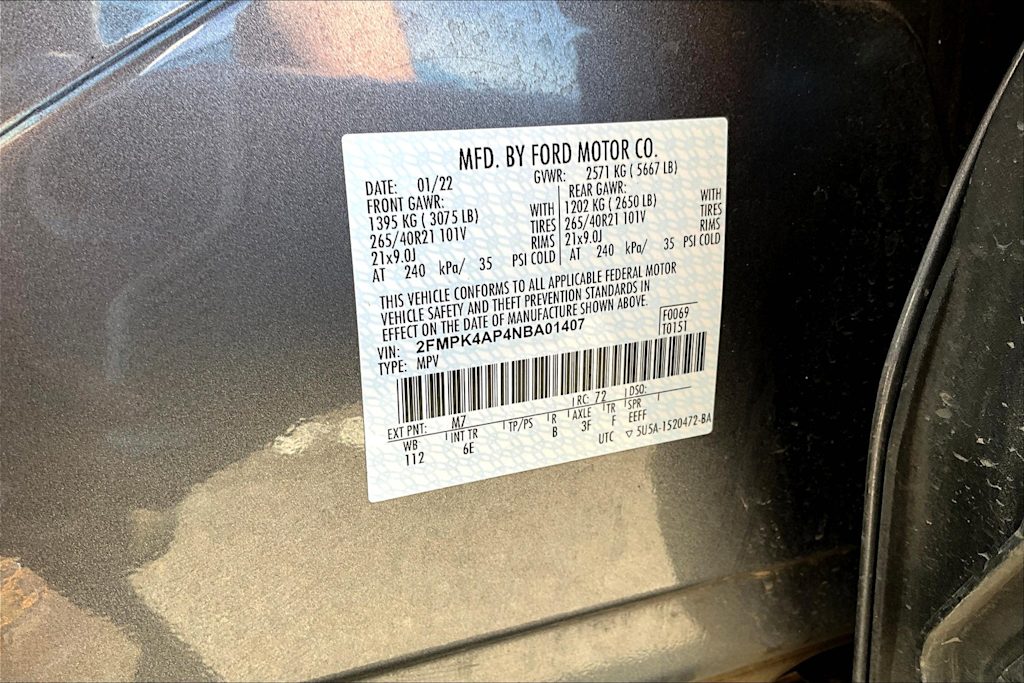 MFD. BY FORD MOTOR CO.
DATE: 01/22 GVWR: 2571 KG ( 5667 LB)
FRONT GAWR: REAR GAWR:
1395 KG ( 3075 LB) WITH 1202 KG ( 2650 LB) WITH
265/40R21 101V TIRES 265/40R21 101V TIRES
21x9.0J RIMS 21x9.0J RIMS
AT 240 kPa/ 35 PSI COLD AT 240 kPa/ 35 PSI COLD
THIS VEHICLE CONFORMS TO ALL APPLICABLE FEDERAL MOTOR
VEHICLE SAFETY AND THEFT PREVENTION STANDARDS IN
EFFECT ON THE DATE OF MANUFACTURE SHOWN ABOVE.
VIN: 2FMPK4AP4NBA01407 F0069
TYPE: MPV T0151
EXT PNT: M7 RC: 72 DSO:
WB INT TR TP/PS R AXLE TR SPR
112 6E B 3F F EEFF
UTC ▽ 5U5A-1520472-BA